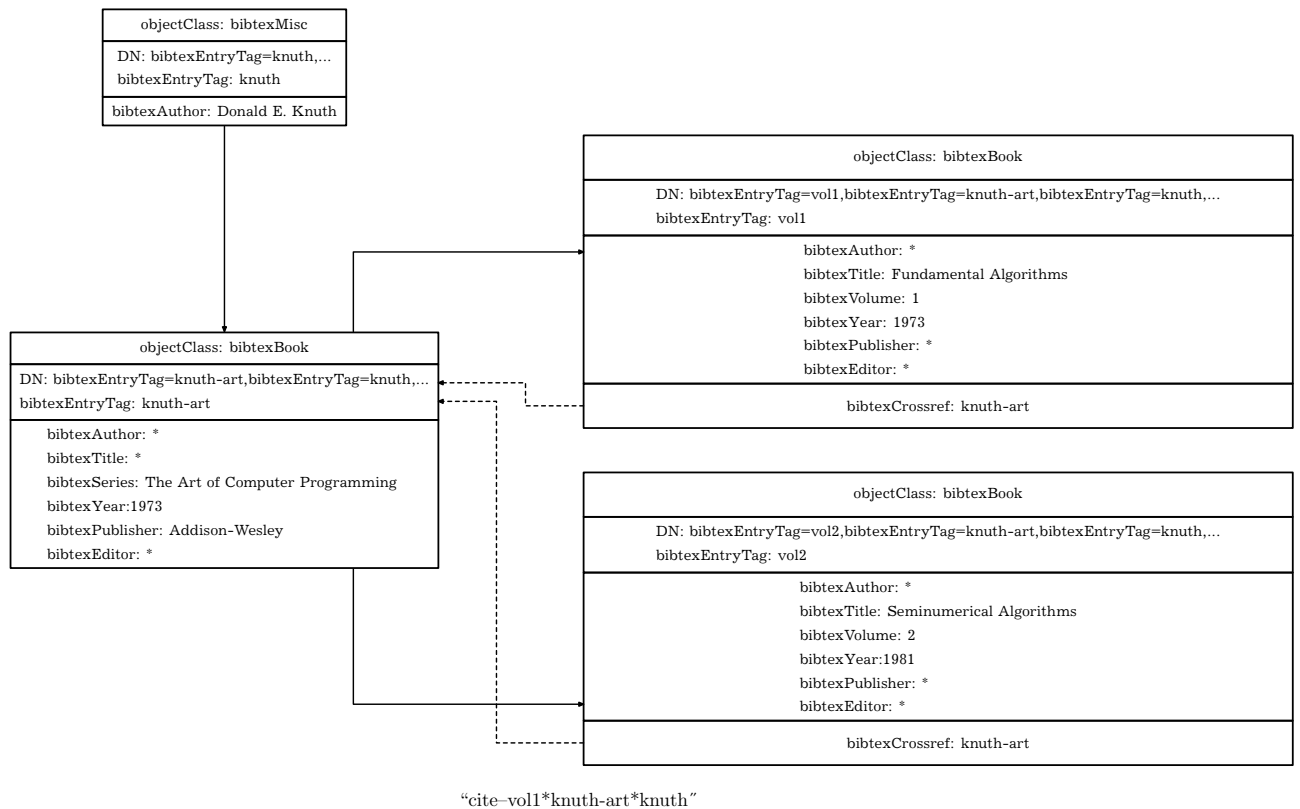 objectClass: bibtexMisc
DN: bibtexEntryTag=knuth,...
bibtexEntryTag: knuth
bibtexAuthor: Donald E. Knuth
objectClass: bibtexBook
DN: bibtexEntryTag=knuth-art,bibtexEntryTag=knuth,...
bibtexEntryTag: knuth-art
bibtexAuthor: *
bibtexTitle: *
bibtexSeries: The Art of Computer Programming
bibtexYear:1973
bibtexPublisher: Addison-Wesley
bibtexEditor: *
objectClass: bibtexBook
DN: bibtexEntryTag=vol1,bibtexEntryTag=knuth-art,bibtexEntryTag=knuth,...
bibtexEntryTag: vol1
bibtexAuthor: *
bibtexTitle: Fundamental Algorithms
bibtexVolume: 1
bibtexYear: 1973
bibtexPublisher: *
bibtexEditor: *
bibtexCrossref: knuth-art
objectClass: bibtexBook
DN: bibtexEntryTag=vol2,bibtexEntryTag=knuth-art,bibtexEntryTag=knuth,...
bibtexEntryTag: vol2
bibtexAuthor: *
bibtexTitle: Seminumerical Algorithms
bibtexVolume: 2
bibtexYear:1981
bibtexPublisher: *
bibtexEditor: *
bibtexCrossref: knuth-art
“cite–vol1*knuth-art*knuth˝